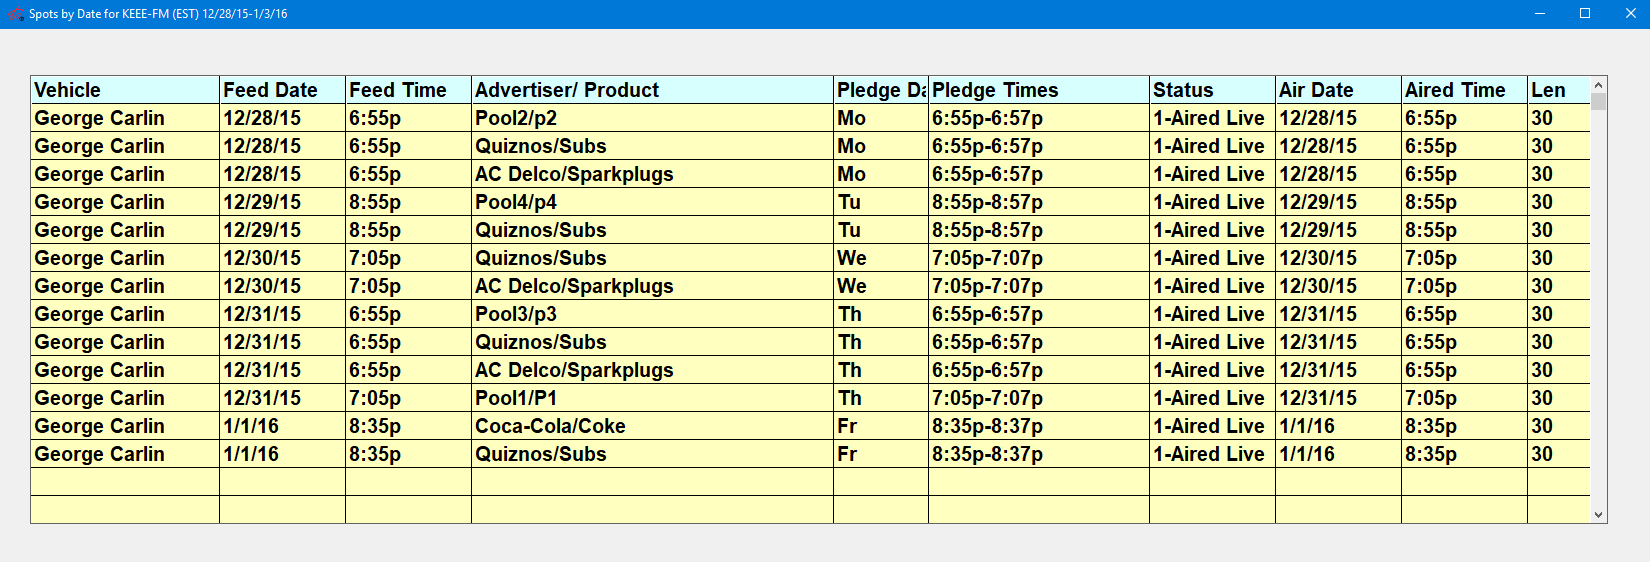 Spots by Date for KEEE-FM (EST) 12/28/15-1/3/16
Vehicle Feed Date Feed Time Advertiser/ Product Pledge Da Pledge Times Status Air Date Aired Time Len
George Carlin 12/28/15 6:55p Pool2/p2 Mo 6:55p-6:57p 1-Aired Live 12/28/15 6:55p 30
George Carlin 12/28/15 6:55p Quiznos/Subs Mo 6:55p-6:57p 1-Aired Live 12/28/15 6:55p 30
George Carlin 12/28/15 6:55p AC Delco/Sparkplugs Mo 6:55p-6:57p 1-Aired Live 12/28/15 6:55p 30
George Carlin 12/29/15 8:55p Pool4/p4 Tu 8:55p-8:57p 1-Aired Live 12/29/15 8:55p 30
George Carlin 12/29/15 8:55p Quiznos/Subs Tu 8:55p-8:57p 1-Aired Live 12/29/15 8:55p 30
George Carlin 12/30/15 7:05p Quiznos/Subs We 7:05p-7:07p 1-Aired Live 12/30/15 7:05p 30
George Carlin 12/30/15 7:05p AC Delco/Sparkplugs We 7:05p-7:07p 1-Aired Live 12/30/15 7:05p 30
George Carlin 12/31/15 6:55p Pool3/p3 Th 6:55p-6:57p 1-Aired Live 12/31/15 6:55p 30
George Carlin 12/31/15 6:55p Quiznos/Subs Th 6:55p-6:57p 1-Aired Live 12/31/15 6:55p 30
George Carlin 12/31/15 6:55p AC Delco/Sparkplugs Th 6:55p-6:57p 1-Aired Live 12/31/15 6:55p 30
George Carlin 12/31/15 7:05p Pool1/P1 Th 7:05p-7:07p 1-Aired Live 12/31/15 7:05p 30
George Carlin 1/1/16 8:35p Coca-Cola/Coke Fr 8:35p-8:37p 1-Aired Live 1/1/16 8:35p 30
George Carlin 1/1/16 8:35p Quiznos/Subs Fr 8:35p-8:37p 1-Aired Live 1/1/16 8:35p 30